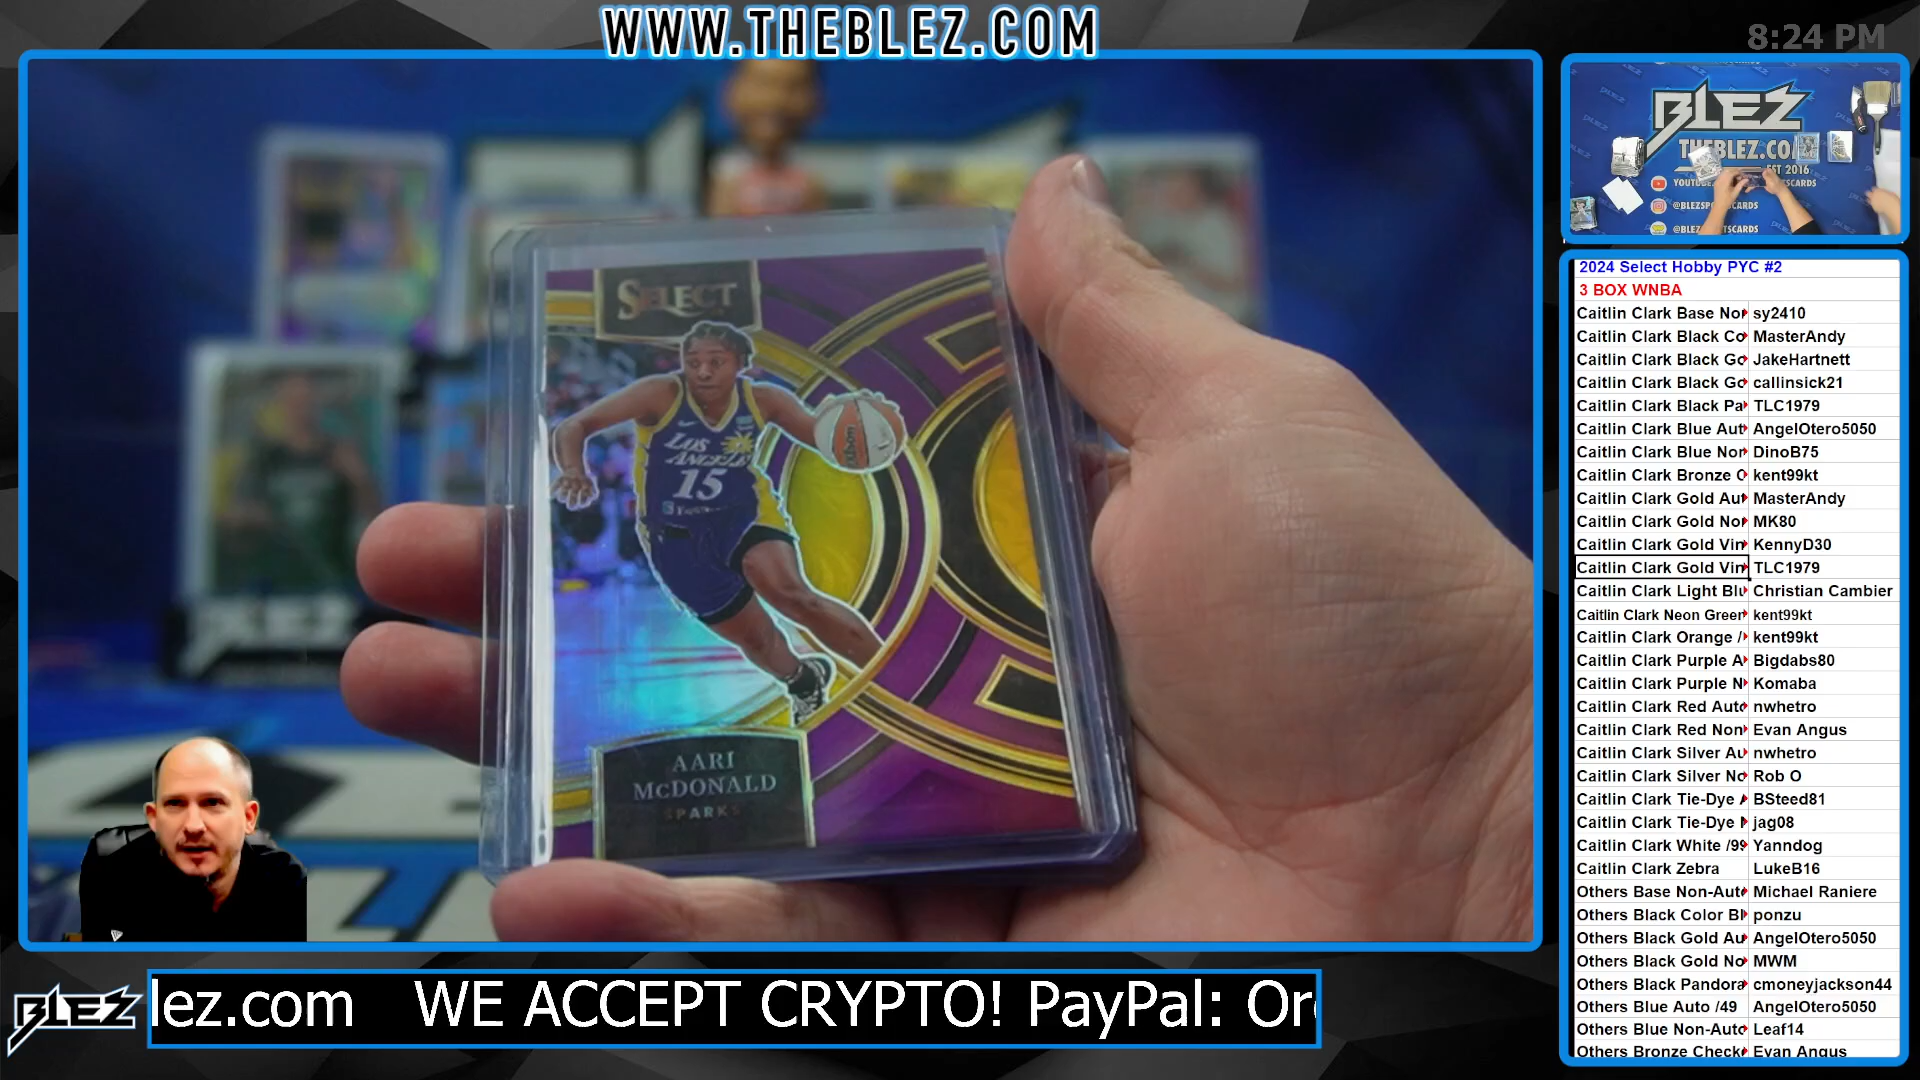 WWW.THEBLEZ.COM
8:24 PM
SELECT
LOS
ANGELES
15
AARI
McDONALD
SPARKS
BLEZ
THEBLEZ.CO
EST 2016
2024 Select Hobby PYC #2
3 BOX WNBA
Caitlin Clark Base Nor sy2410
Caitlin Clark Black Co MasterAndy
Caitlin Clark Black Go JakeHartnett
Caitlin Clark Black Go callinsick21
Caitlin Clark Black Pa TLC1979
Caitlin Clark Blue Aut AngelOtero5050
Caitlin Clark Blue Non DinoB75
Caitlin Clark Bronze C kent99kt
Caitlin Clark Gold Aut MasterAndy
Caitlin Clark Gold Non MK80
Caitlin Clark Gold Vin KennyD30
Caitlin Clark Gold Vin TLC1979
Caitlin Clark Light Blu Christian Cambier
Caitlin Clark Neon Green kent99kt
Caitlin Clark Orange / kent99kt
Caitlin Clark Purple A Bigdabs80
Caitlin Clark Purple N Komaba
Caitlin Clark Red Auto nwhetro
Caitlin Clark Red Non Evan Angus
Caitlin Clark Silver Au nwhetro
Caitlin Clark Silver No Rob O
Caitlin Clark Tie-Dye A BSteed81
Caitlin Clark Tie-Dye jag08
Caitlin Clark White /99 Yanndog
Caitlin Clark Zebra LukeB16
Others Base Non-Auto Michael Raniere
Others Black Color Bl ponzu
Others Black Gold Au AngelOtero5050
Others Black Gold No MWM
Others Black Pandora cmoneyjackson44
Others Blue Auto /49 AngelOtero5050
Others Blue Non-Auto Leaf14
Others Bronze Check Evan Angus
BLEZ
lez.com WE ACCEPT CRYPTO! PayPal: Or